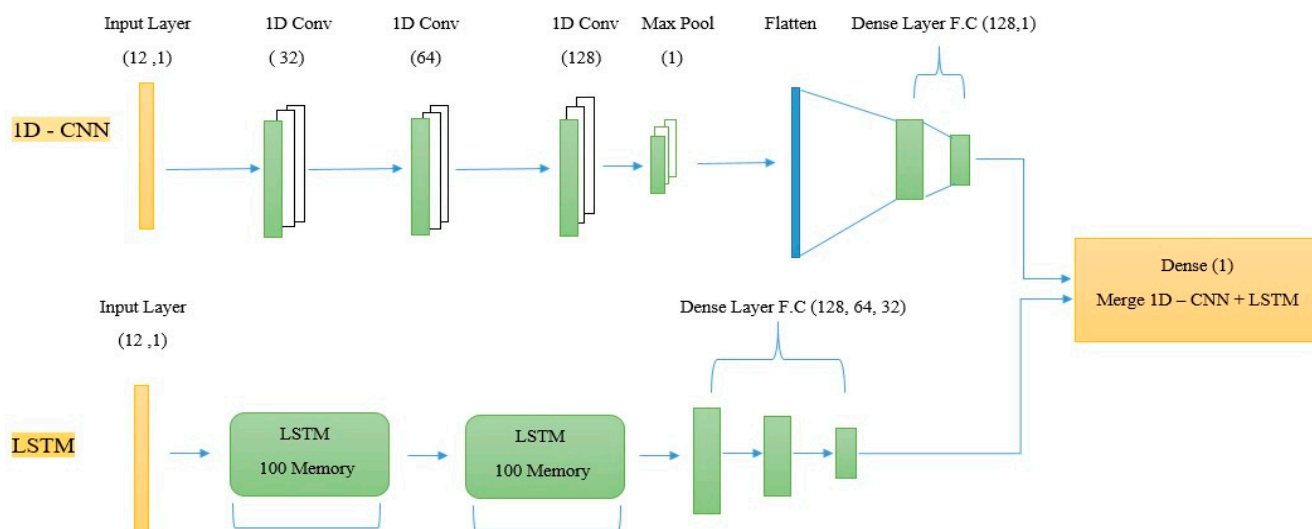 Input Layer
(12 ,1)
1D Conv
( 32)
1D Conv
(64)
1D Conv
(128)
Max Pool
(1)
Flatten
Dense Layer F.C (128,1)
1D - CNN
Dense (1)
Merge 1D – CNN + LSTM
Input Layer
(12 ,1)
Dense Layer F.C (128, 64, 32)
LSTM
LSTM
100 Memory
LSTM
100 Memory